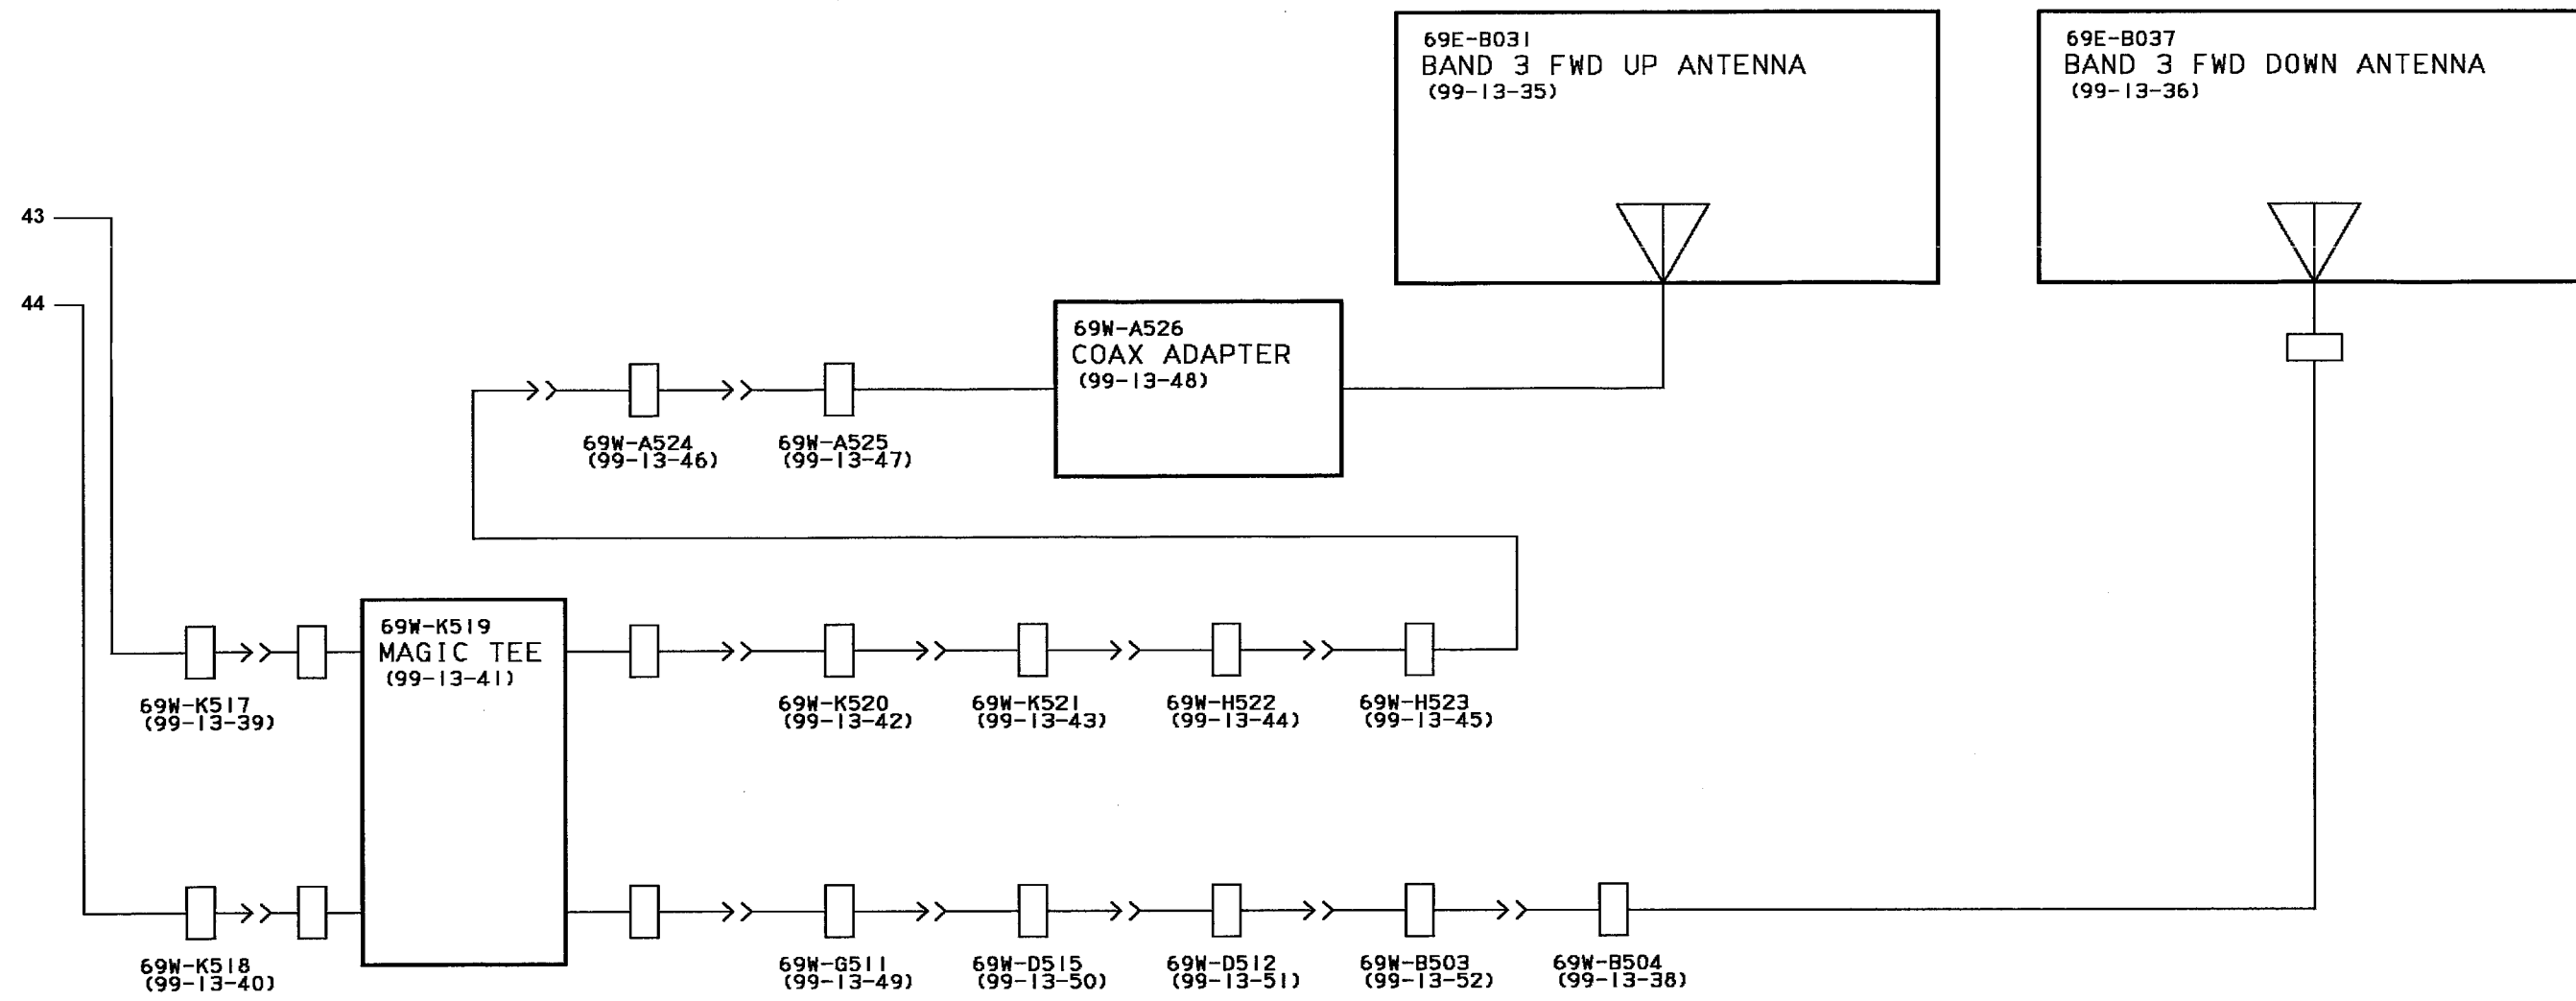 69E-B031
BAND 3 FWD UP ANTENNA
(99-13-35)
69E-B037
BAND 3 FWD DOWN ANTENNA
(99-13-36)
43
44
69W-A526
COAX ADAPTER
(99-13-48)
69W-A524
(99-13-46)
69W-A525
(99-13-47)
69W-K519
MAGIC TEE
(99-13-41)
69W-K517
(99-13-39)
69W-K520
(99-13-42)
69W-K521
(99-13-43)
69W-H522
(99-13-44)
69W-H523
(99-13-45)
69W-K518
(99-13-40)
69W-G511
(99-13-49)
69W-D515
(99-13-50)
69W-D512
(99-13-51)
69W-B503
(99-13-52)
69W-B504
(99-13-38)